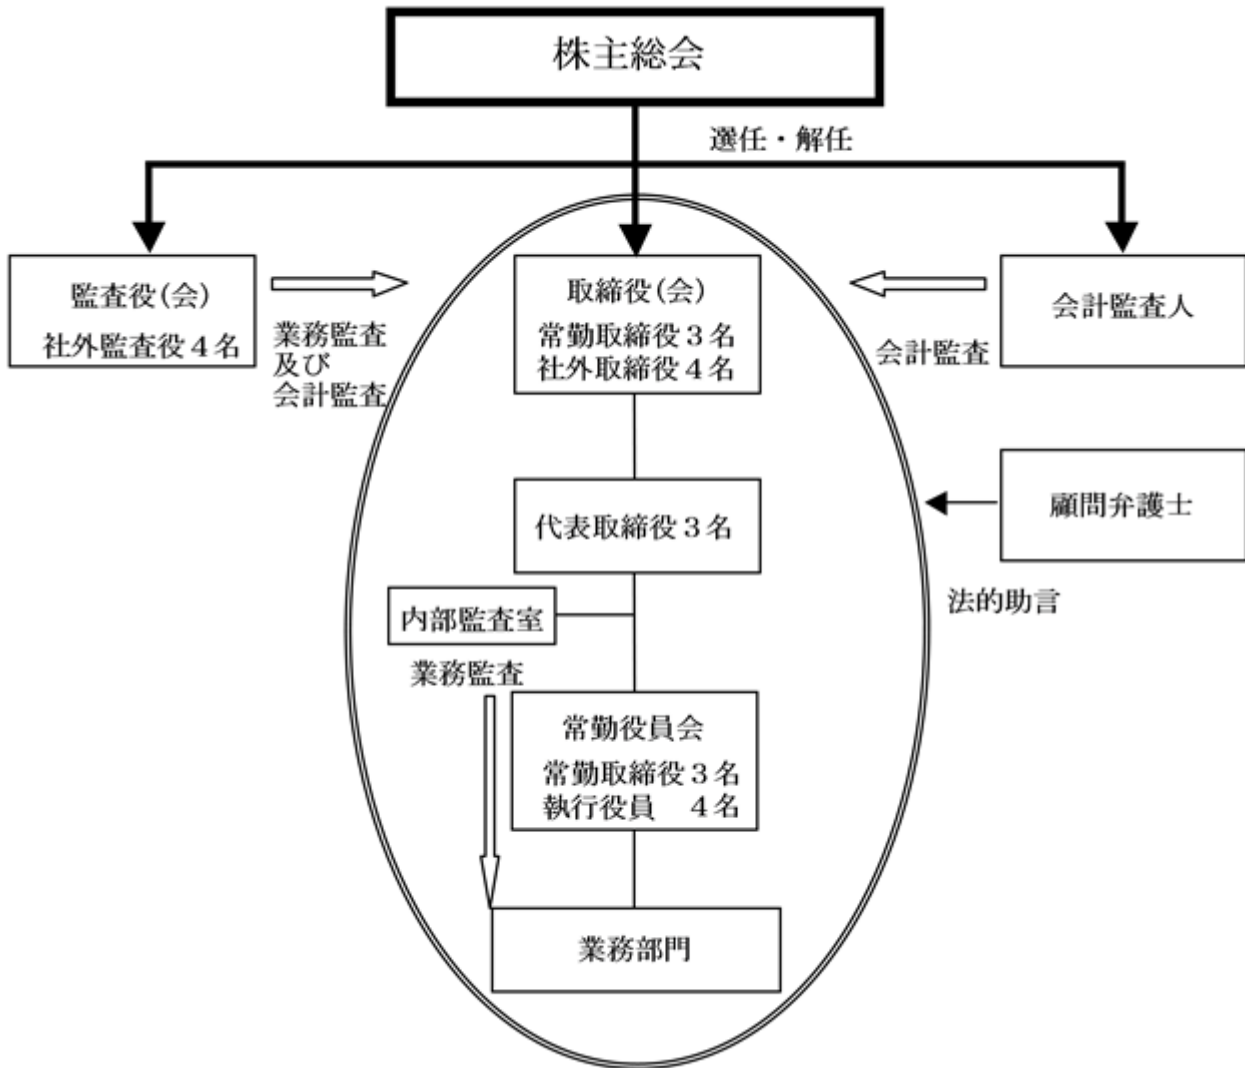 株主総会
選任・解任
監査役(会)
社外監査役４名
業務監査
及び
会計監査
取締役(会)
常勤取締役３名
社外取締役４名
会計監査人
会計監査
代表取締役３名
顧問弁護士
法的助言
内部監査室
業務監査
常勤役員会
常勤取締役３名
執行役員　４名
業務部門